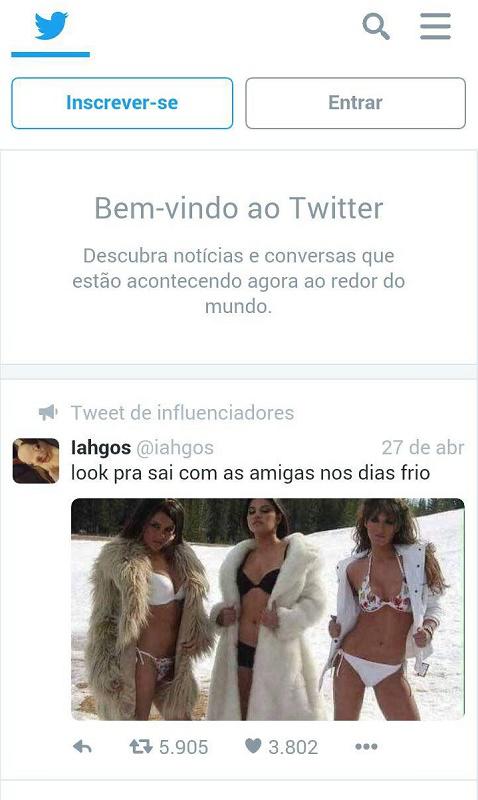 Inscrever-se
Entrar
Bem-vindo ao Twitter
Descubra notícias e conversas que
estão acontecendo agora ao redor do
mundo.
Tweet de influenciadores
Iahgos @iahgos 27 de abr
look pra sai com as amigas nos dias frio
5.905 3.802